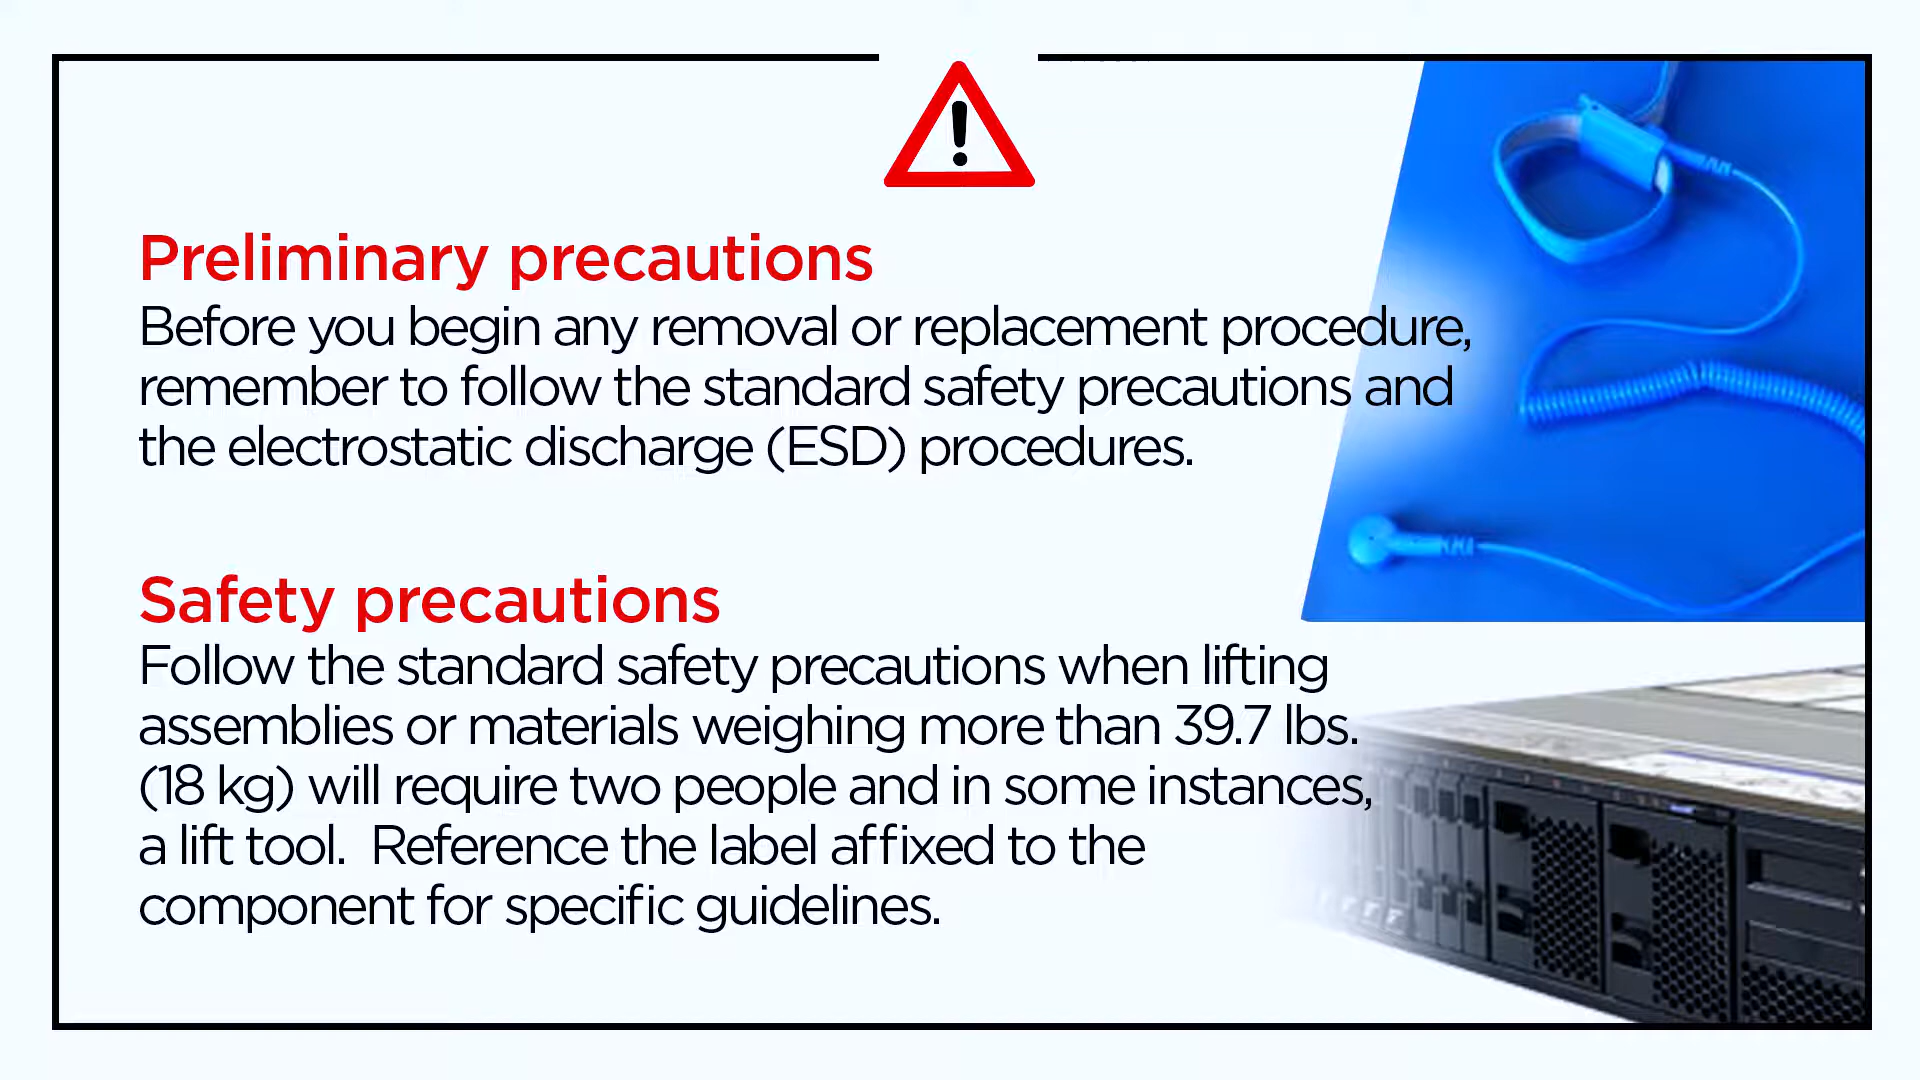 Preliminary precautions
Before you begin any removal or replacement procedure,
remember to follow the standard safety precautions and
the electrostatic discharge (ESD) procedures.
Safety precautions
Follow the standard safety precautions when lifting
assemblies or materials weighing more than 39.7 lbs.
(18 kg) will require two people and in some instances,
a lift tool.  Reference the label affixed to the
component for specific guidelines.